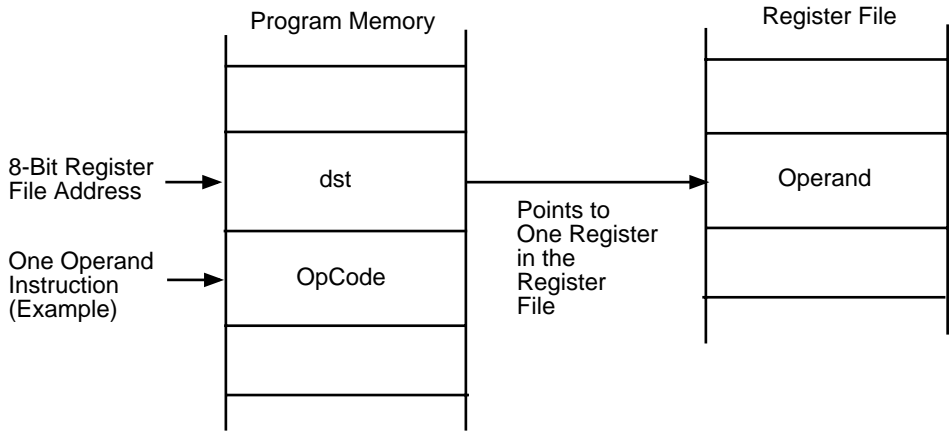 Program Memory
Register File
8-Bit Register
File Address
dst
Operand
Points to
One Register
in the
Register
File
One Operand
Instruction
(Example)
OpCode